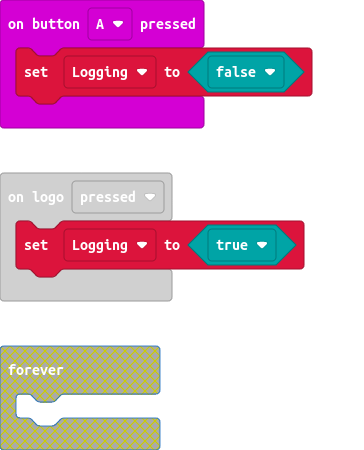 on button A pressed
set Logging to false
on logo pressed
set Logging to true
forever